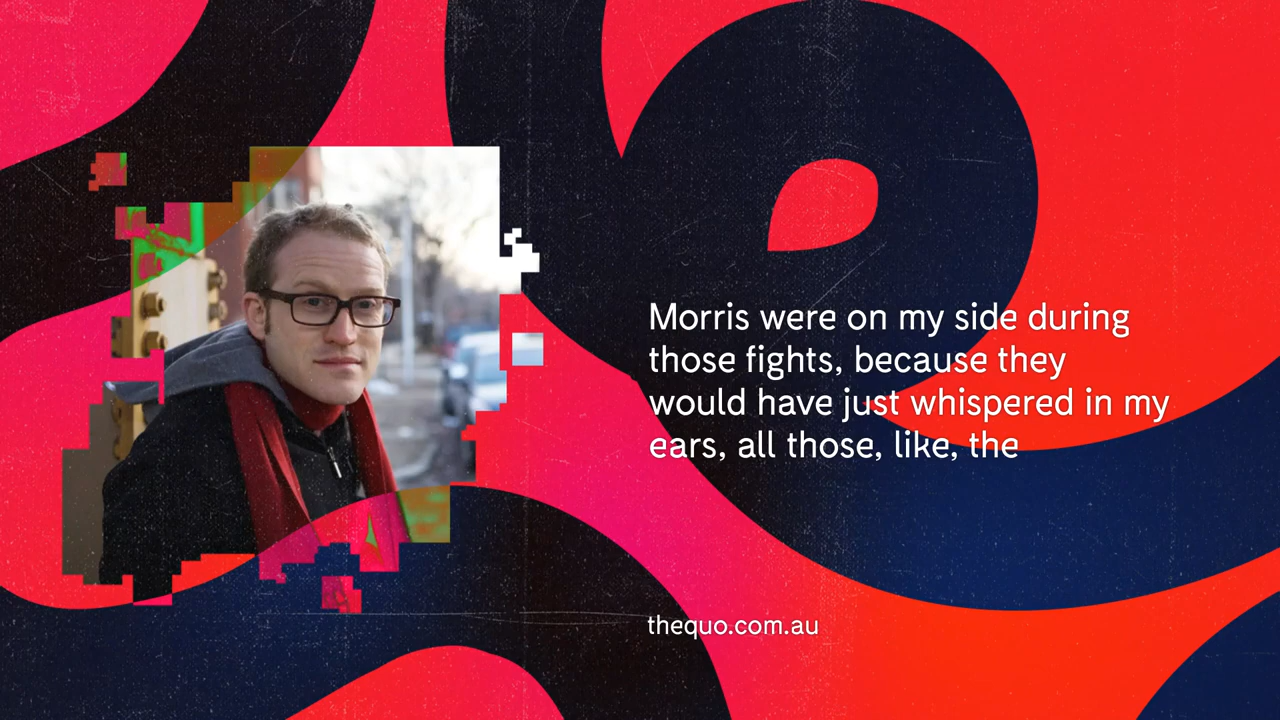 Morris were on my side during
those fights, because they
would have just whispered in my
ears, all those, like, the
thequo.com.au